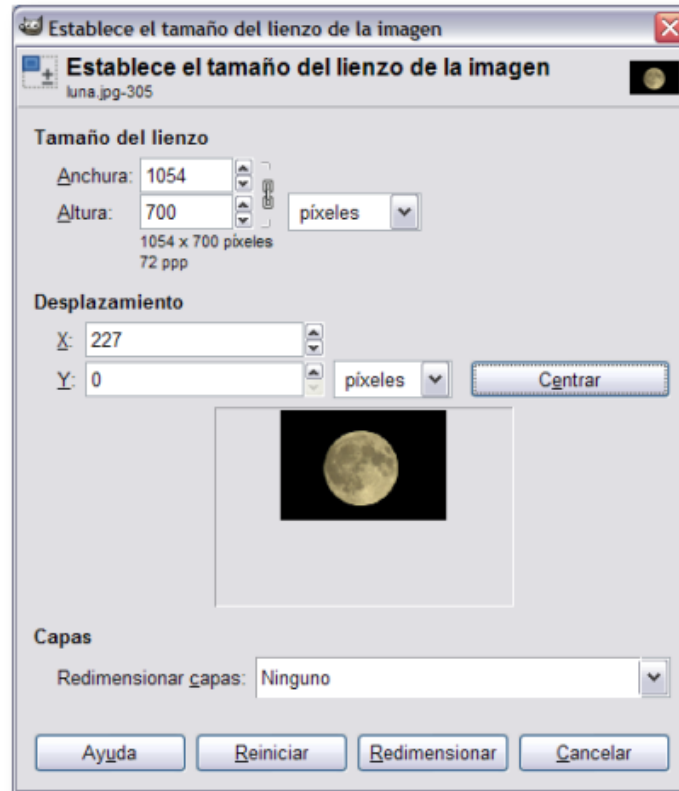 Establece el tamaño del lienzo de la imagen
Establece el tamaño del lienzo de la imagen
luna.jpg-305
Tamaño del lienzo
Anchura: 1054
Altura: 700 píxeles
1054 x 700 píxeles
72 ppp
Desplazamiento
X: 227
Y: 0 píxeles Centrar
Capas
Redimensionar capas: Ninguno
Ayuda Reiniciar Redimensionar Cancelar